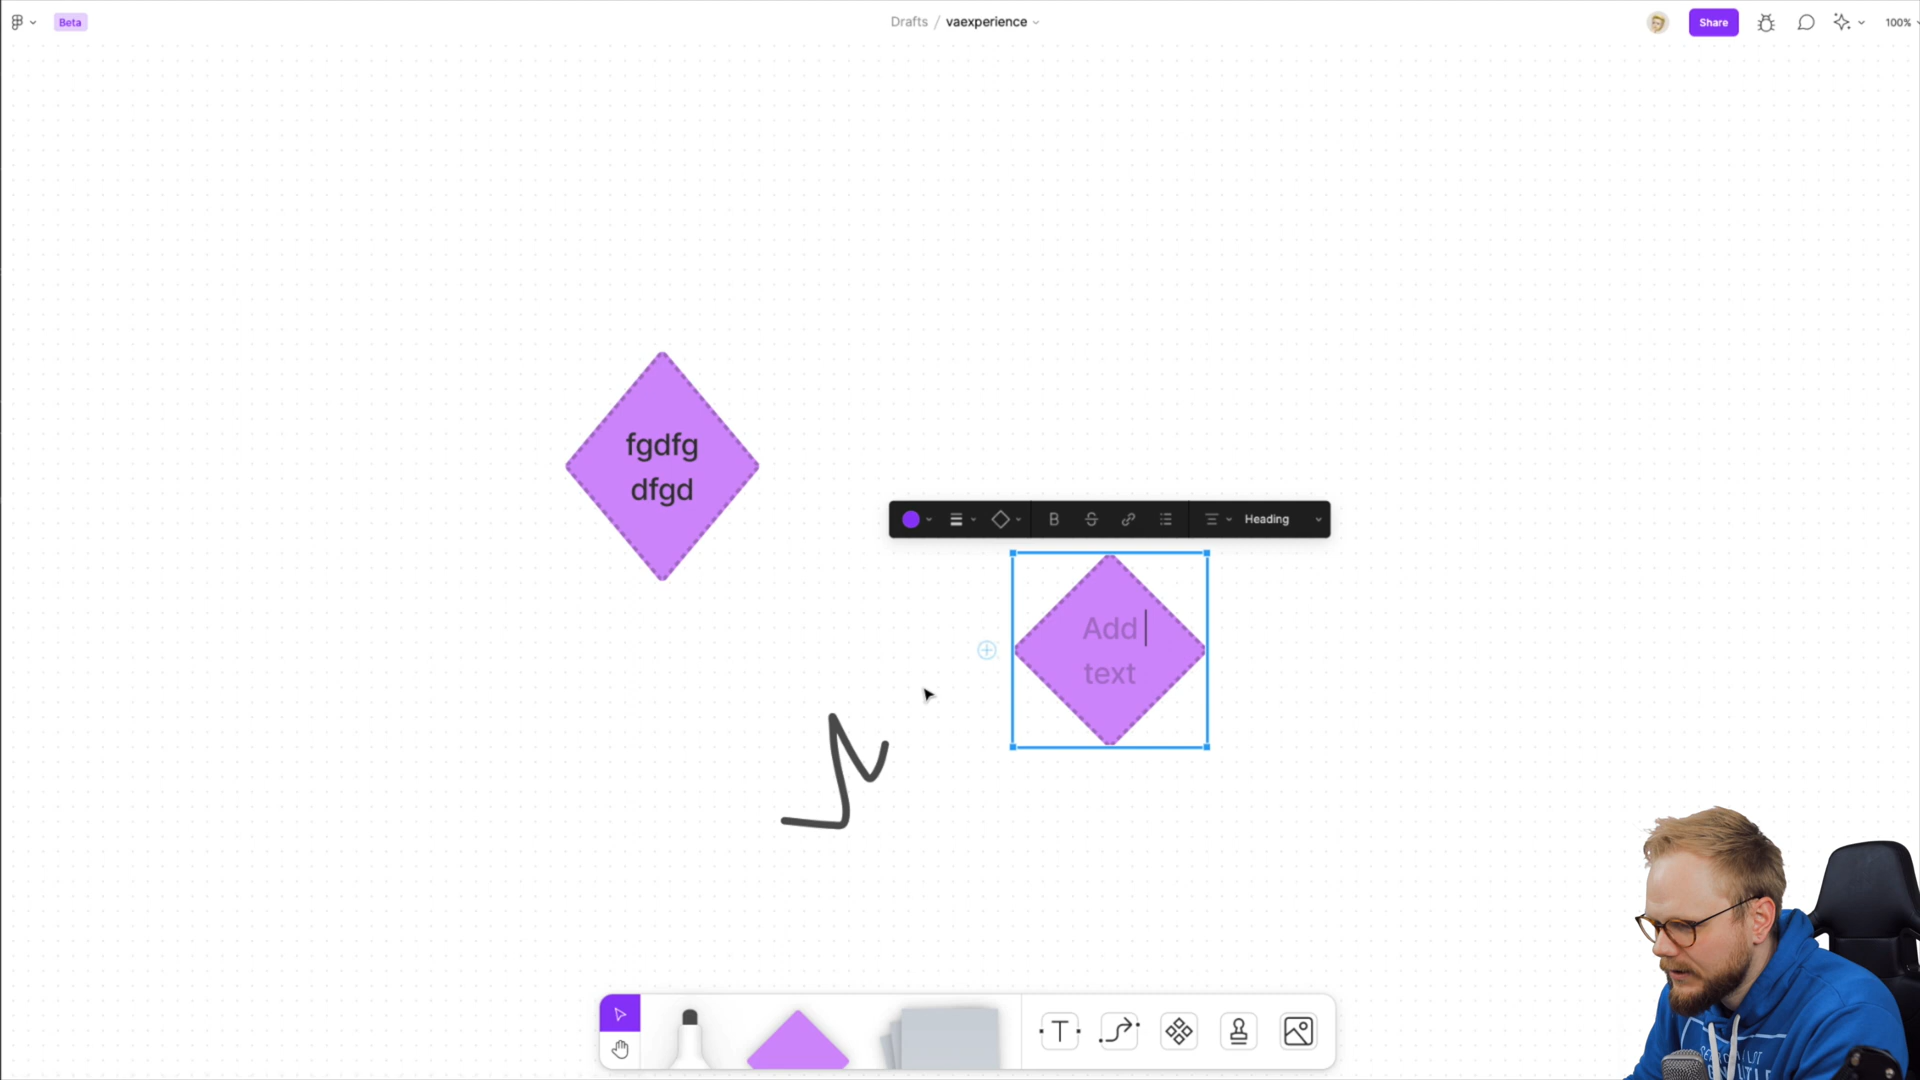 Beta
Drafts / vaexperience
Share
100%
fgdfg
dfgd
B
S
Heading
Add
text
T